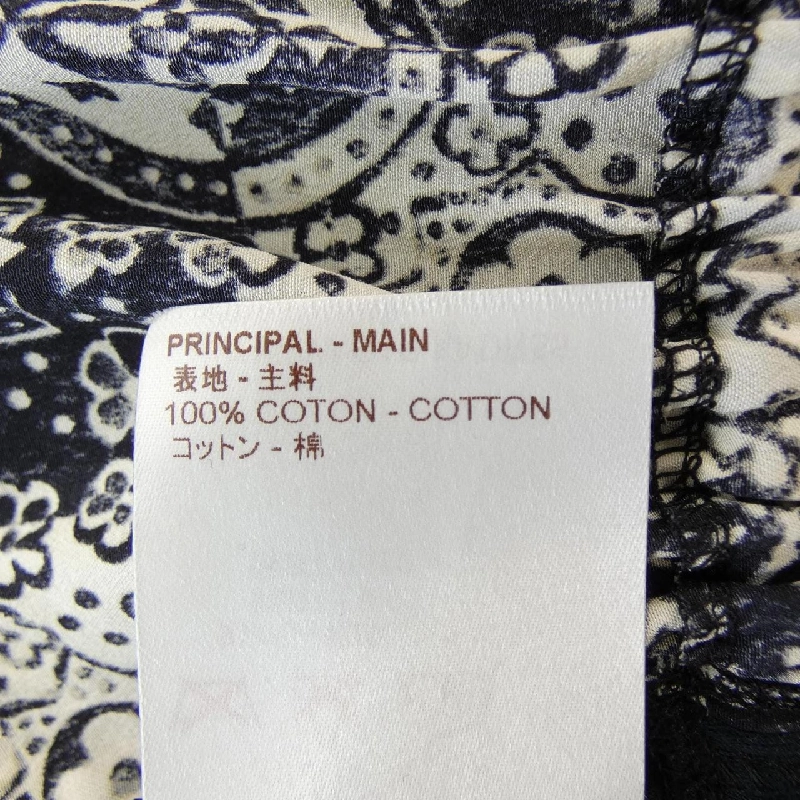 PRINCIPAL - MAIN
表地 - 主料
100% COTON - COTTON
コットン - 棉